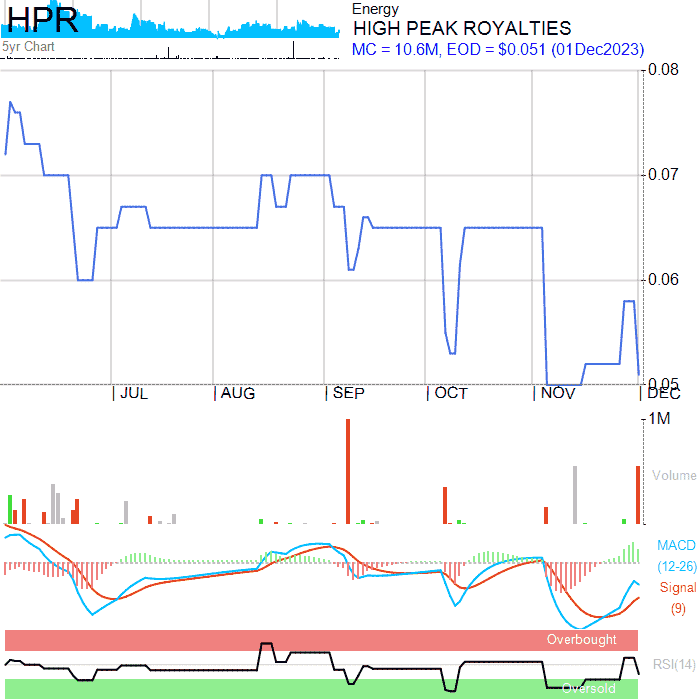 HPR
5yr Chart
Energy
HIGH PEAK ROYALTIES
MC = 10.6M, EOD = $0.051 (01Dec2023)
0.08
0.07
0.06
0.05
JUL
AUG
SEP
OCT
NOV
DEC
1M
Volume
MACD
(12-26)
Signal
(9)
Overbought
RSI(14)
Oversold